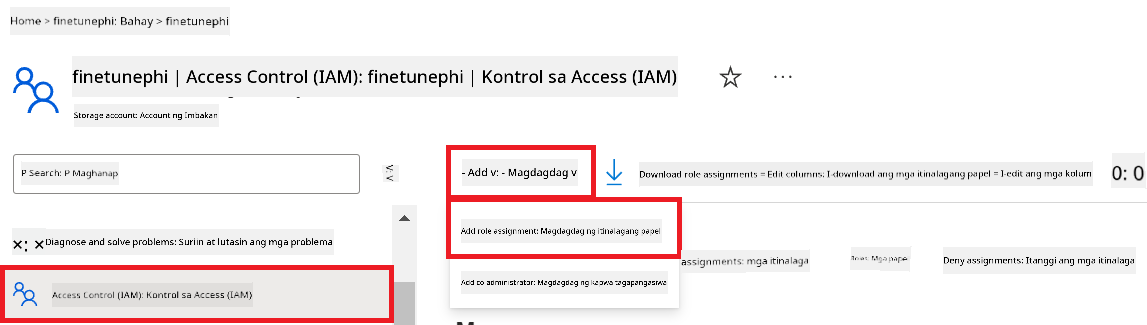 Home > finetunephi: Bahay > finetunephi
finetunephi | Access Control (IAM): finetunephi | Kontrol sa Access (IAM)
Storage account: Account ng Imbakan
P Search: P Maghanap
- Add v: - Magdagdag v
Download role assignments = Edit columns: I-download ang mga itinalagang papel = I-edit ang mga kolum
0: 0
Add role assignment: Magdagdag ng itinalagang papel
×: ×Diagnose and solve problems: Suriin at lutasin ang mga problema
assignments: mga itinalaga
Roles: Mga papel
Deny assignments: Itanggi ang mga itinalaga
Add co administrator: Magdagdag ng kapwa tagapangasiwa
Access Control (IAM): Kontrol sa Access (IAM)